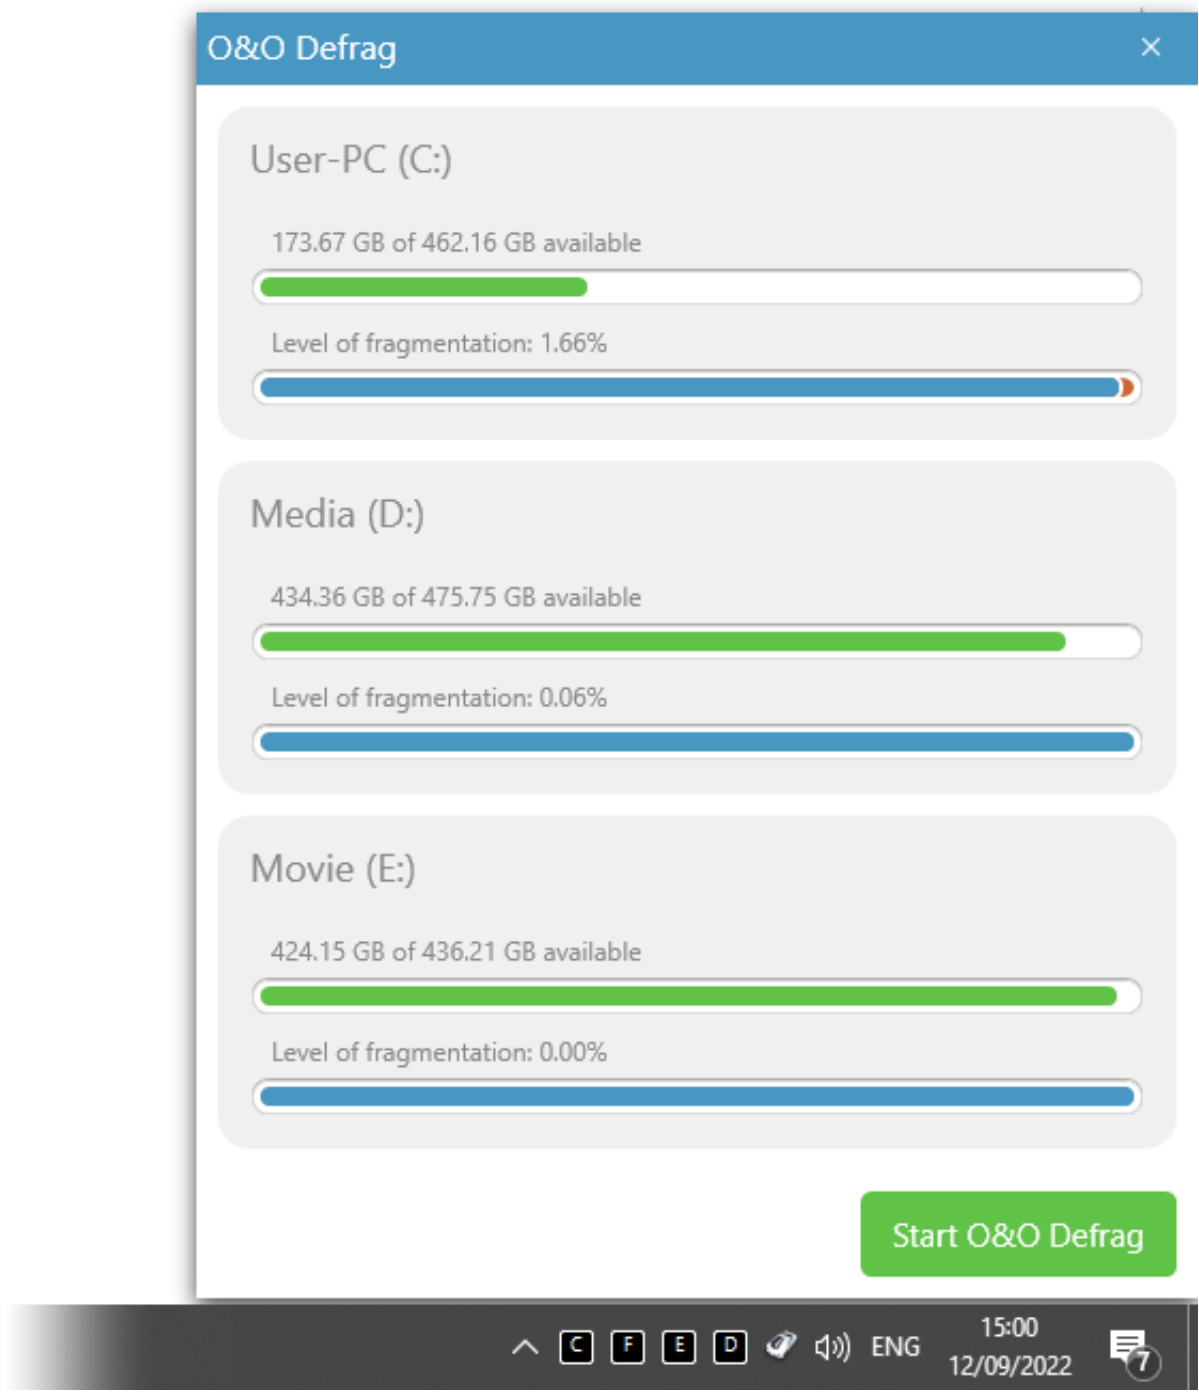 O&O Defrag
User-PC (C:)
173.67 GB of 462.16 GB available
Level of fragmentation: 1.66%
Media (D:)
434.36 GB of 475.75 GB available
Level of fragmentation: 0.06%
Movie (E:)
424.15 GB of 436.21 GB available
Level of fragmentation: 0.00%
Start O&O Defrag
C F E D ENG 15:00
12/09/2022 7